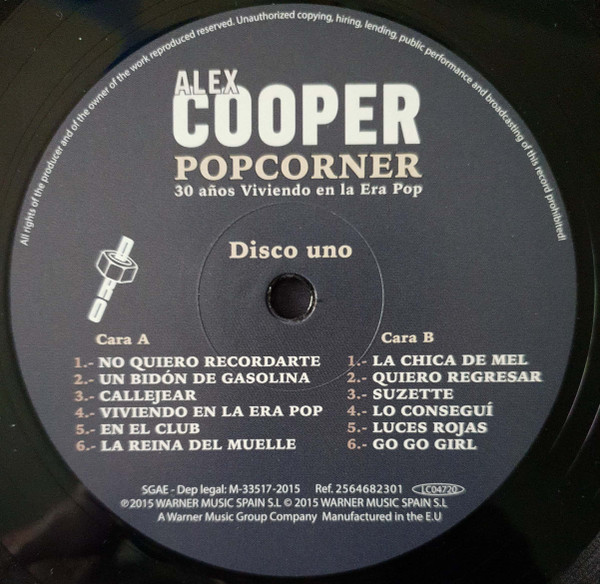 All rights of the producer and of the owner of the work reproduced reserved. Unauthorized copying, hiring, lending, public performance and broadcasting of this record prohibited!
ALEX
COOPER
POPCORNER
30 años Viviendo en la Era Pop
Disco uno
DRO
Cara A
1.- NO QUIERO RECORDARTE
2.- UN BIDÓN DE GASOLINA
3.- CALLEJEAR
4.- VIVIENDO EN LA ERA POP
5.- EN EL CLUB
6.- LA REINA DEL MUELLE
Cara B
1.- LA CHICA DE MEL
2.- QUIERO REGRESAR
3.- SUZETTE
4.- LO CONSEGUÍ
5.- LUCES ROJAS
6.- GO GO GIRL
SGAE - Dep legal: M-33517-2015 Ref. 2564682301 LC04720
℗2015 WARNER MUSIC SPAIN S.L © 2015 WARNER MUSIC SPAIN S.L
A Warner Music Group Company Manufactured in the E.U